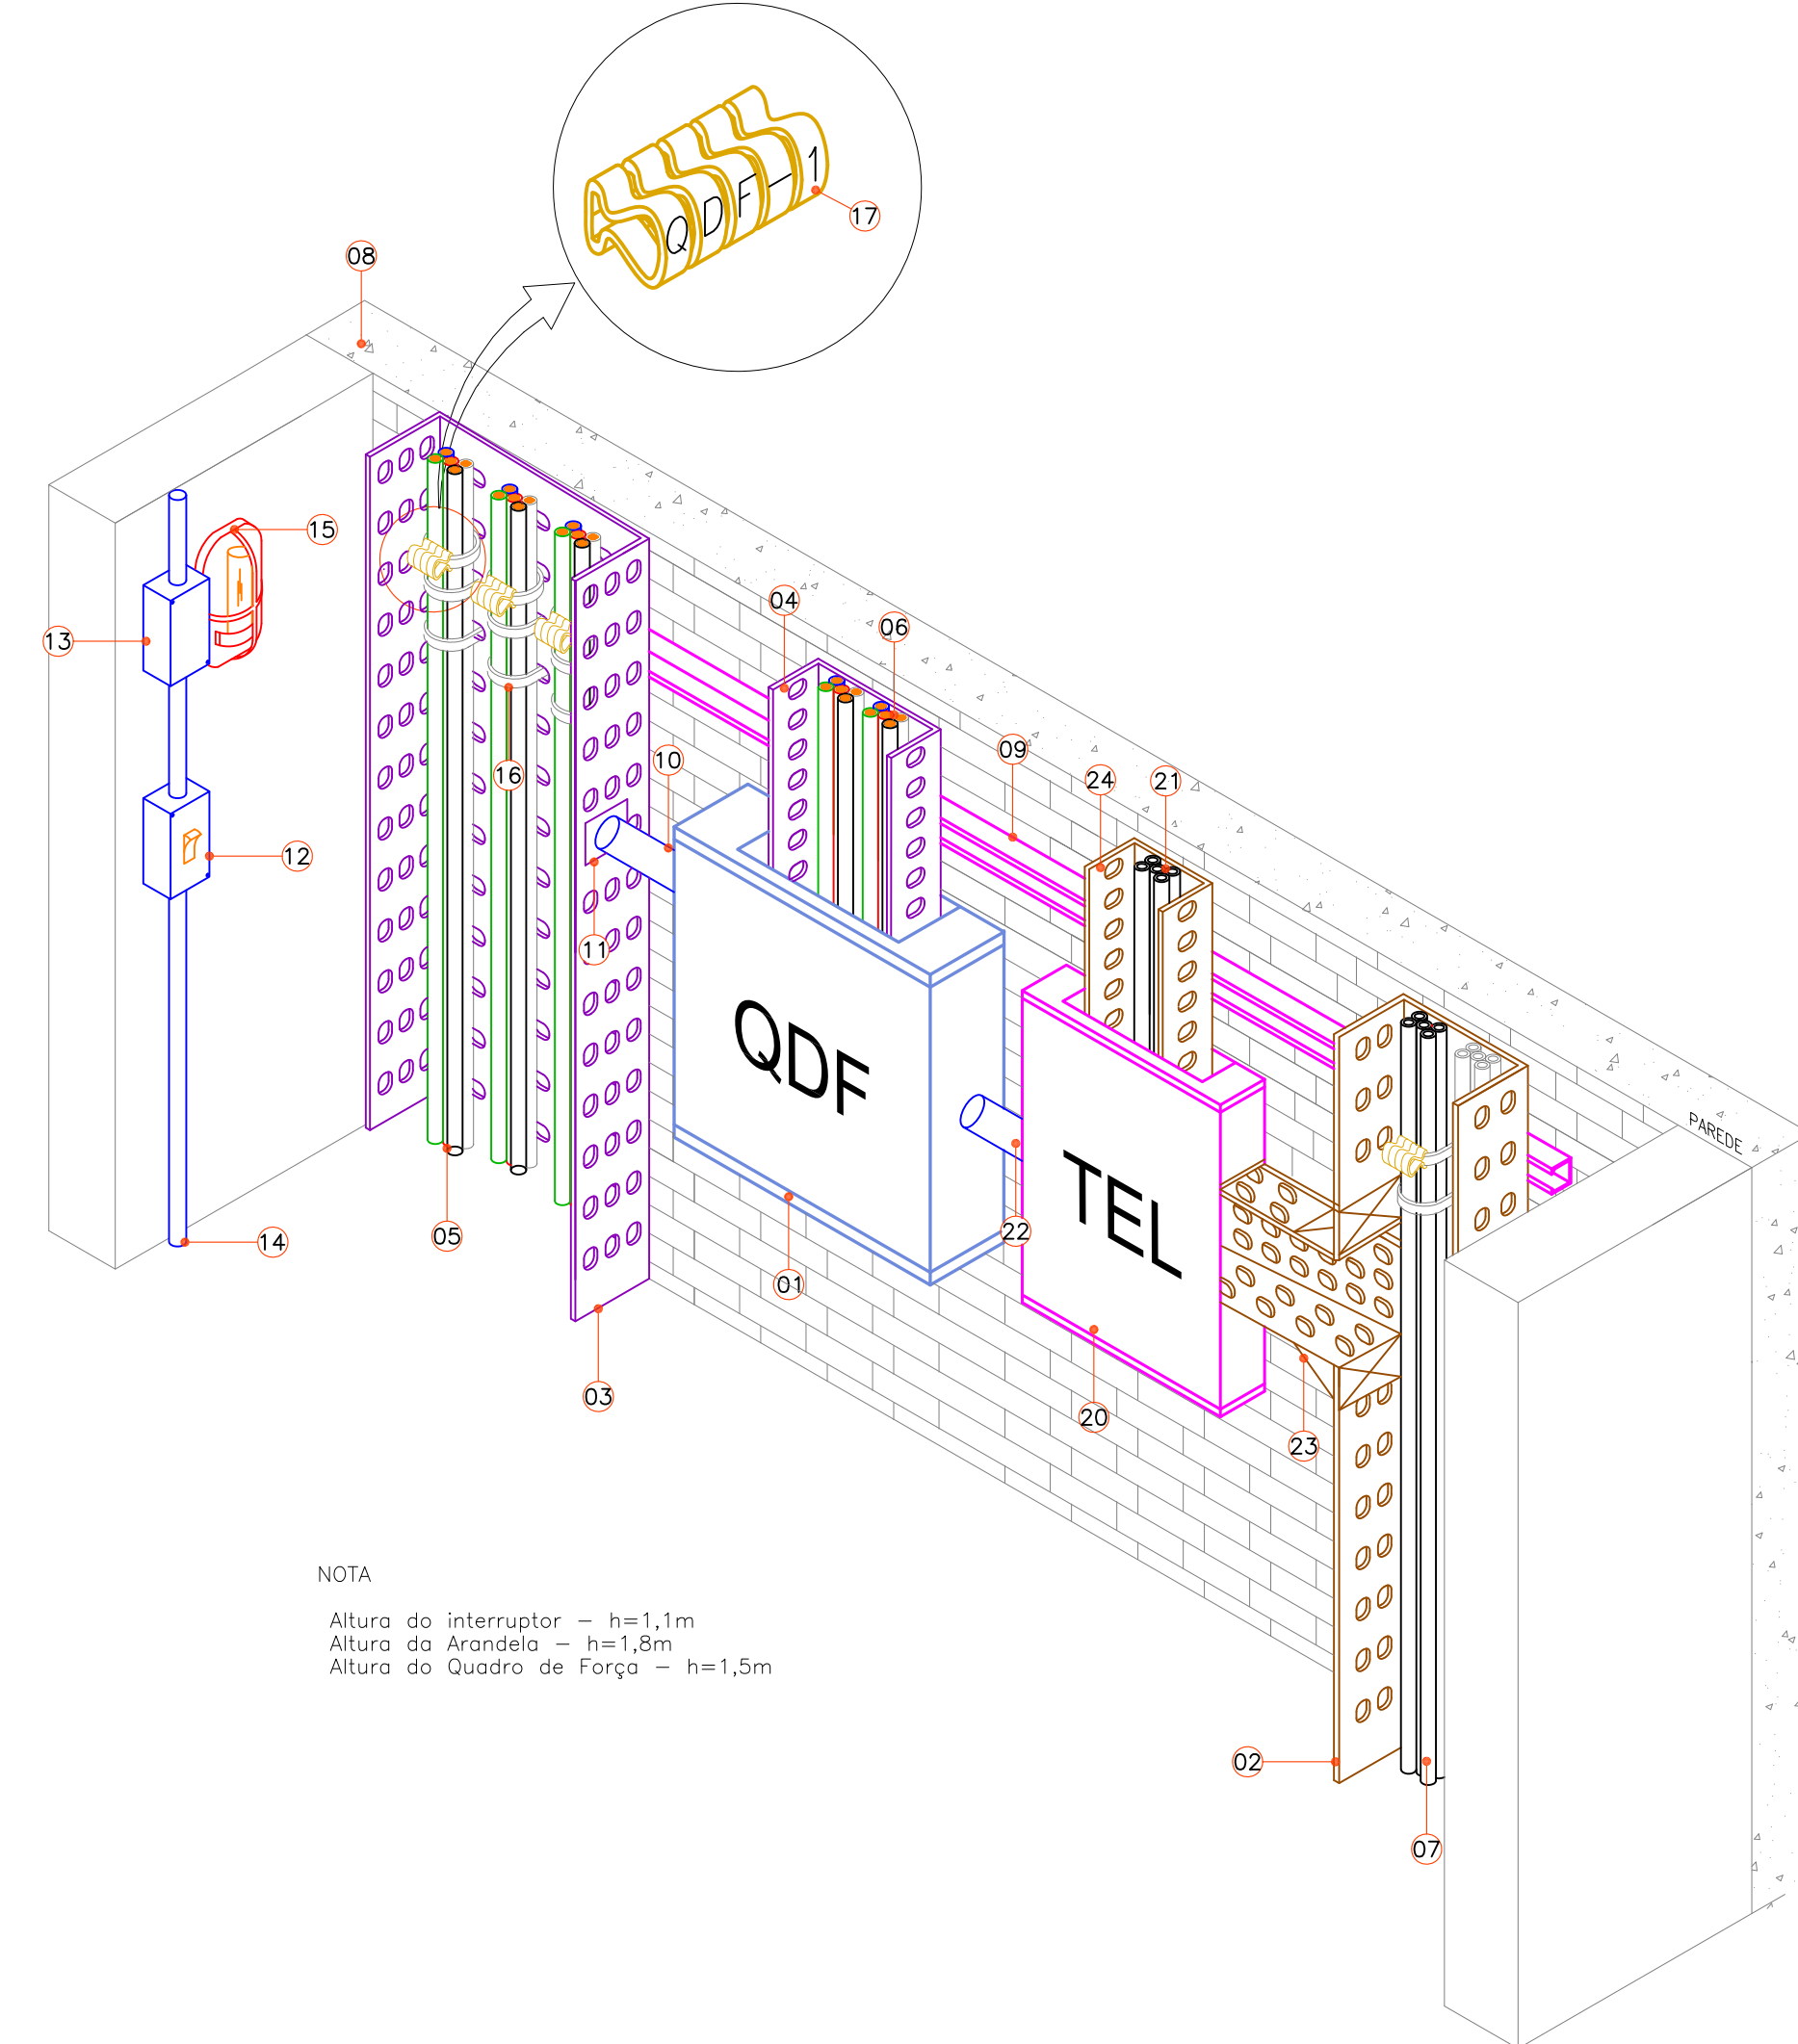 QDF-1
17
08
15
13
04
06
10
09
24
21
16
12
11
PAREDE
QDF
TEL
14
05
22
01
03
20
23
NOTA
Altura do interruptor - h=1,1m
Altura da Arandela - h=1,8m
Altura do Quadro de Força - h=1,5m
02
07